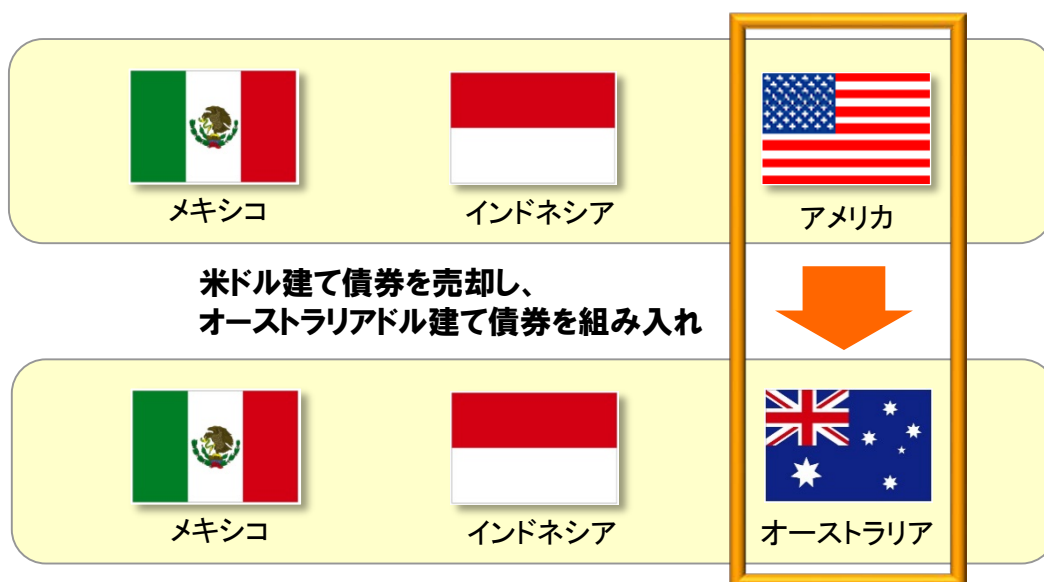 メキシコ
インドネシア
アメリカ
米ドル建て債券を売却し、
オーストラリアドル建て債券を組み入れ
メキシコ
インドネシア
オーストラリア